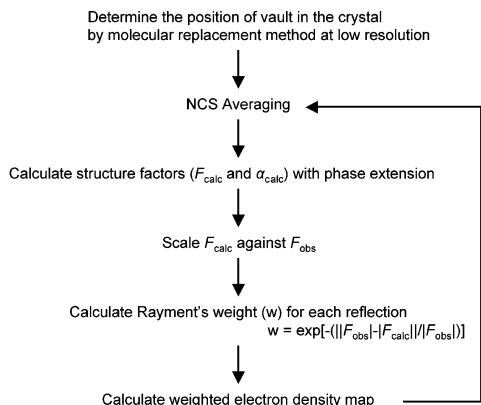 Determine the position of vault in the crystal
by molecular replacement method at low resolution
NCS Averaging
Calculate structure factors (Fcalc and αcalc) with phase extension
Scale Fcalc against Fobs
Calculate Rayment's weight (w) for each reflection
w = exp[-(||Fobs|-|Fcalc||/|Fobs|)]
Calculate weighted electron density map